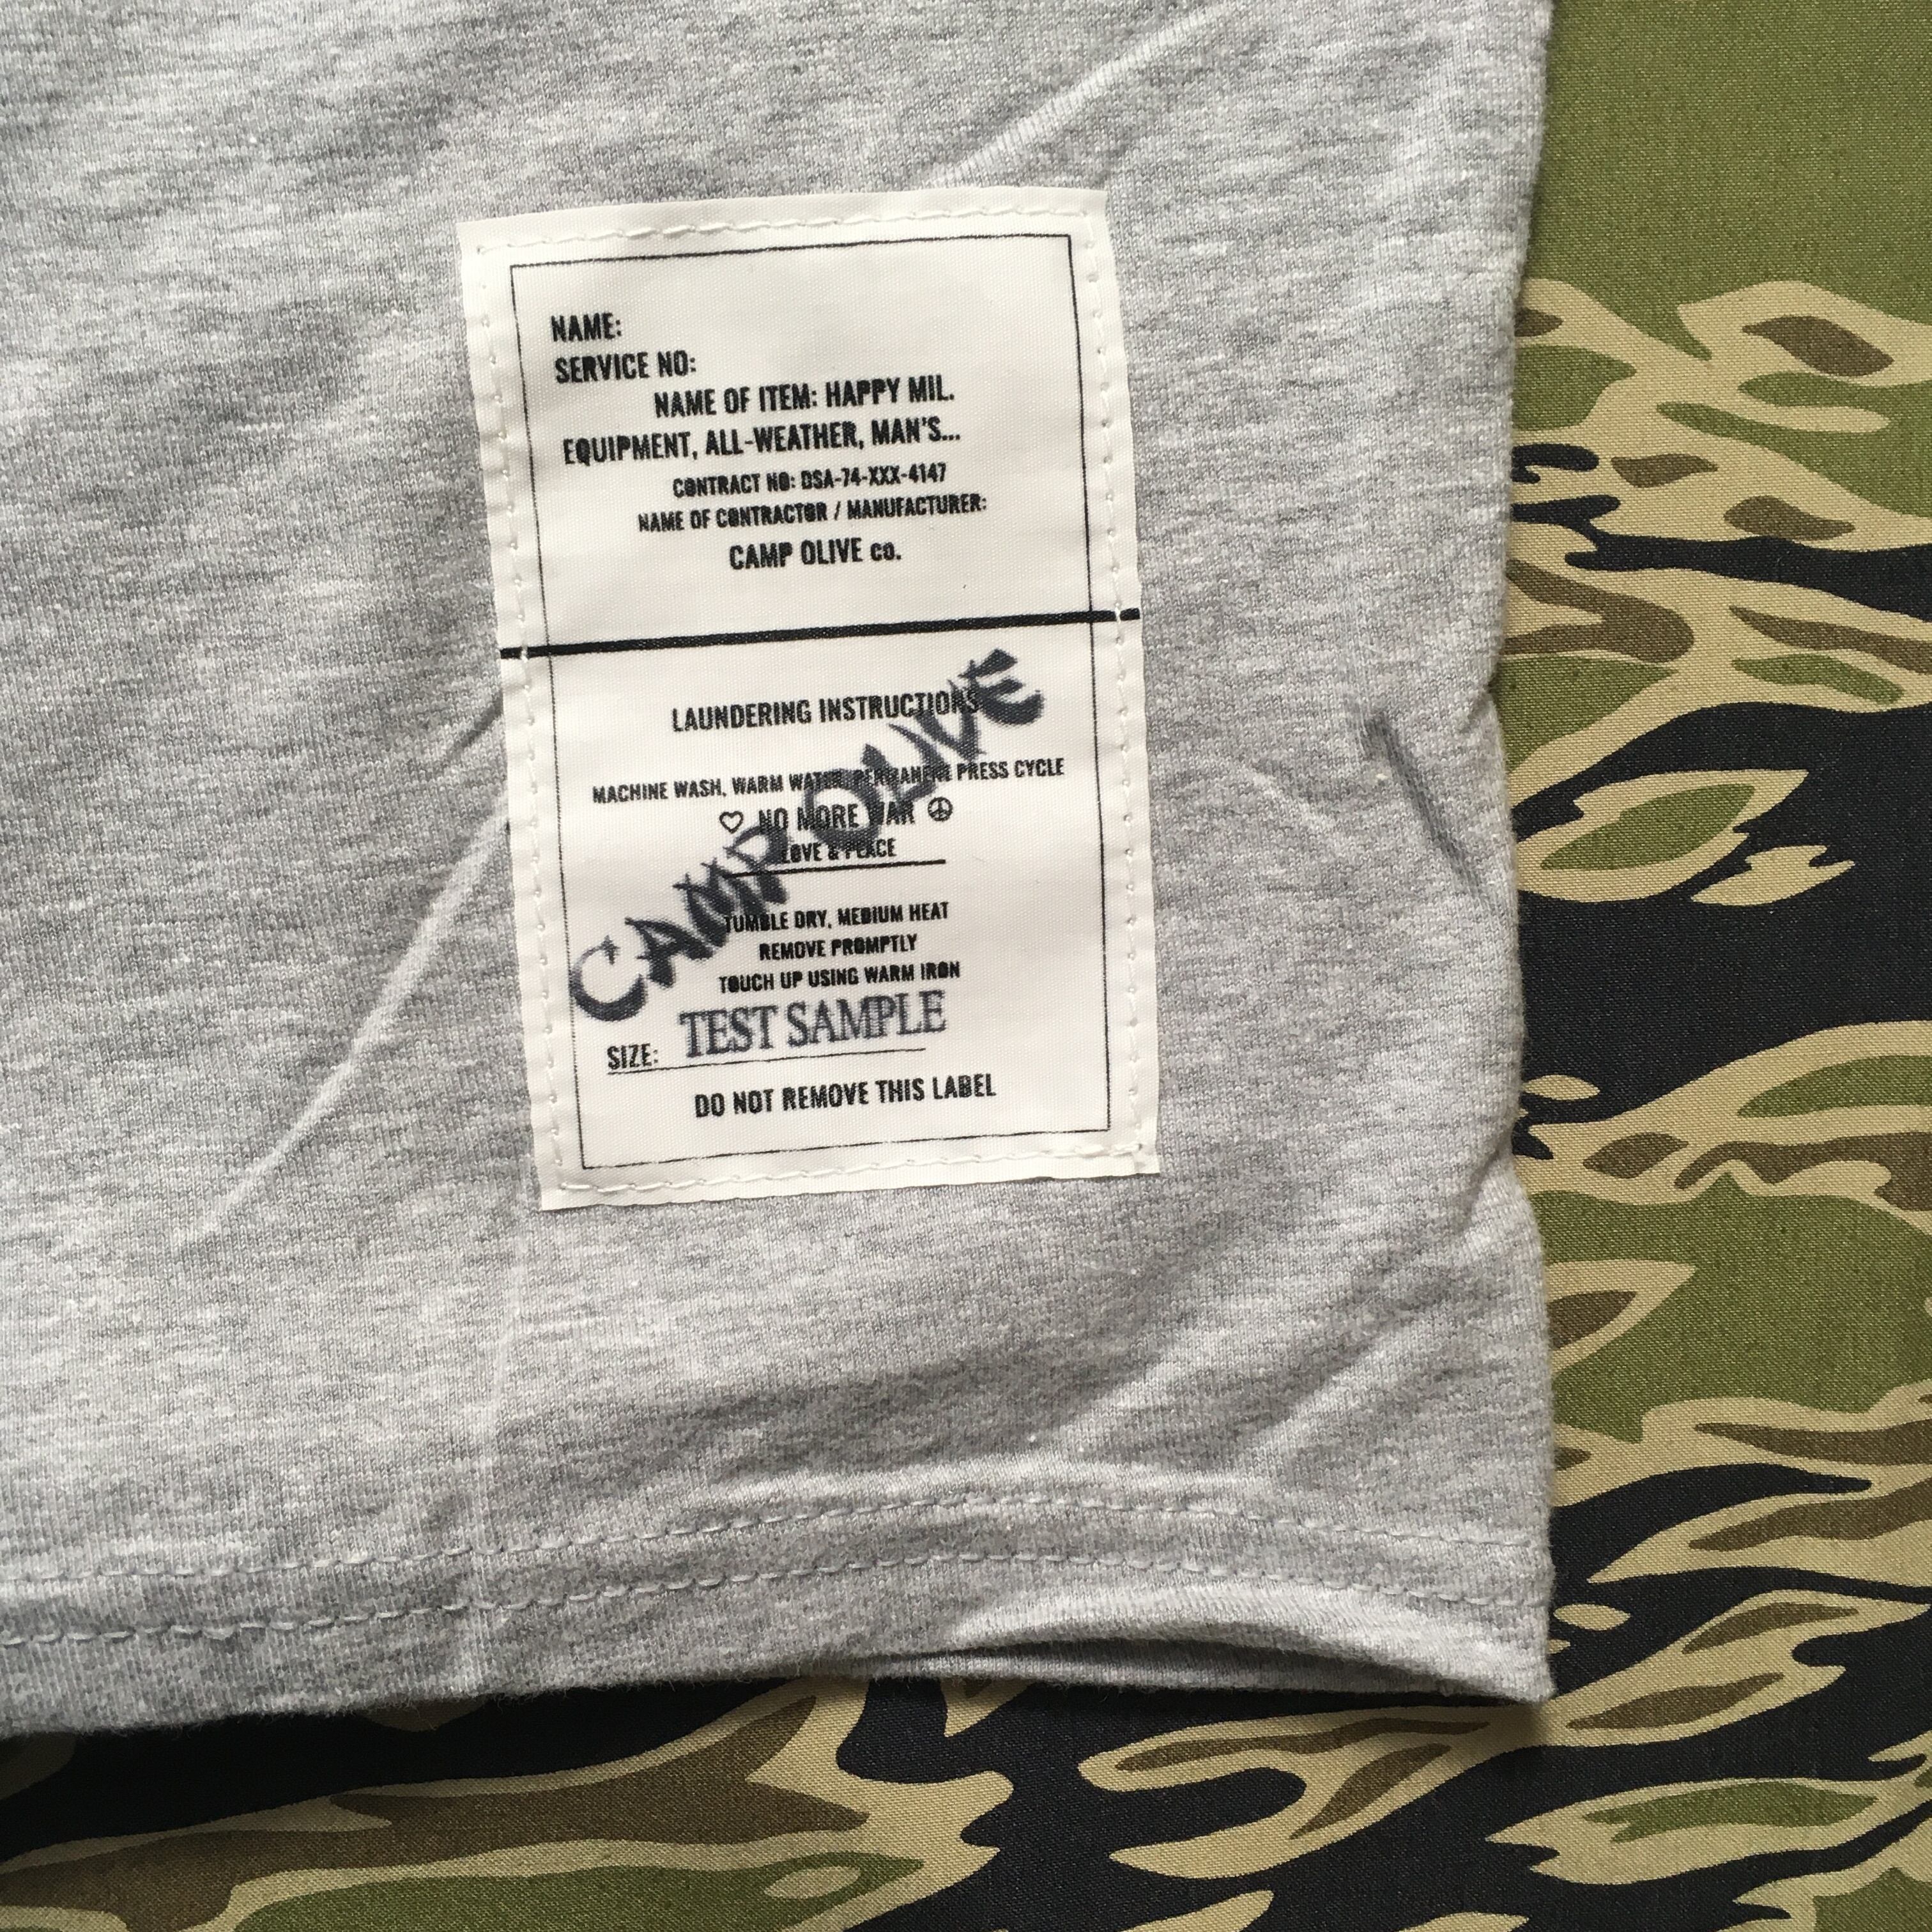 NAME:
SERVICE NO:
NAME OF ITEM: HAPPY MIL.
EQUIPMENT, ALL-WEATHER, MAN'S...
CONTRACT NO: DSA-74-XXX-4147
NAME OF CONTRACTOR / MANUFACTURER:
CAMP OLIVE co.
LAUNDERING INSTRUCTIONS
MACHINE WASH, WARM WATER, PERMANENT PRESS CYCLE
♡ NO MORE WAR ☮
LOVE & PEACE
CAMP OLIVE
TUMBLE DRY, MEDIUM HEAT
REMOVE PROMPTLY
TOUCH UP USING WARM IRON
SIZE: TEST SAMPLE
DO NOT REMOVE THIS LABEL